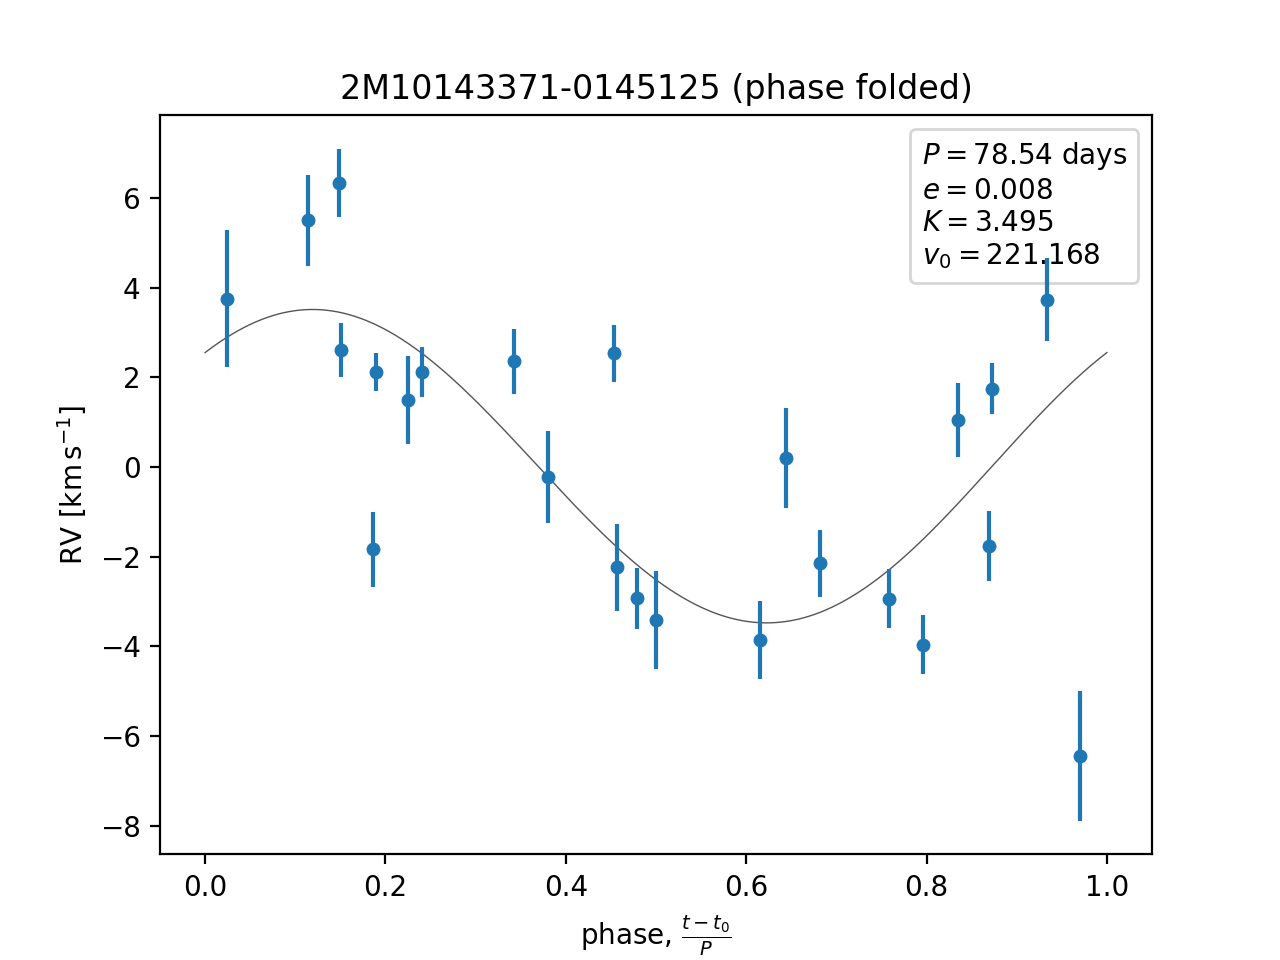 2M10143371-0145125 (phase folded)
P = 78.54 days
e = 0.008
K = 3.495
v₀ = 221.168
RV [km s⁻¹]
6
4
2
0
−2
−4
−6
−8
0.0 0.2 0.4 0.6 0.8 1.0
phase, (t − t₀)/P